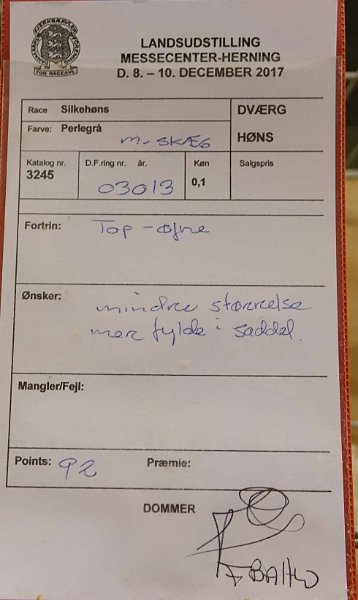 LANDSUDSTILLING
MESSECENTER-HERNING
D. 8. – 10. DECEMBER 2017
Race Silkehøns
DVÆRG
HØNS
Farve: Perlegrå
m. skæg
Katalog nr.
3245
D.F.ring nr. år.
03013
Køn
0,1
Salgspris
Fortrin:
Top - øjne
Ønsker:
mindre størrelse
mere fylde i saddel.
Mangler/Fejl:
Points: 92 Præmie:
DOMMER